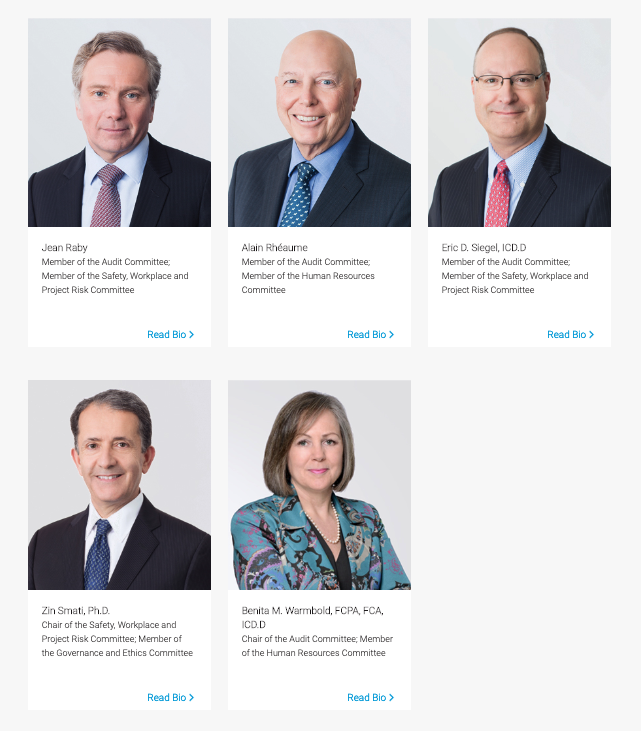 Jean Raby
Member of the Audit Committee;
Member of the Safety, Workplace and
Project Risk Committee
Read Bio
Alain Rhéaume
Member of the Audit Committee;
Member of the Human Resources
Committee
Read Bio
Eric D. Siegel, ICD.D
Member of the Audit Committee;
Member of the Safety, Workplace and
Project Risk Committee
Read Bio
Zin Smati, Ph.D.
Chair of the Safety, Workplace and
Project Risk Committee; Member of
the Governance and Ethics Committee
Read Bio
Benita M. Warmbold, FCPA, FCA,
ICD.D
Chair of the Audit Committee; Member
of the Human Resources Committee
Read Bio